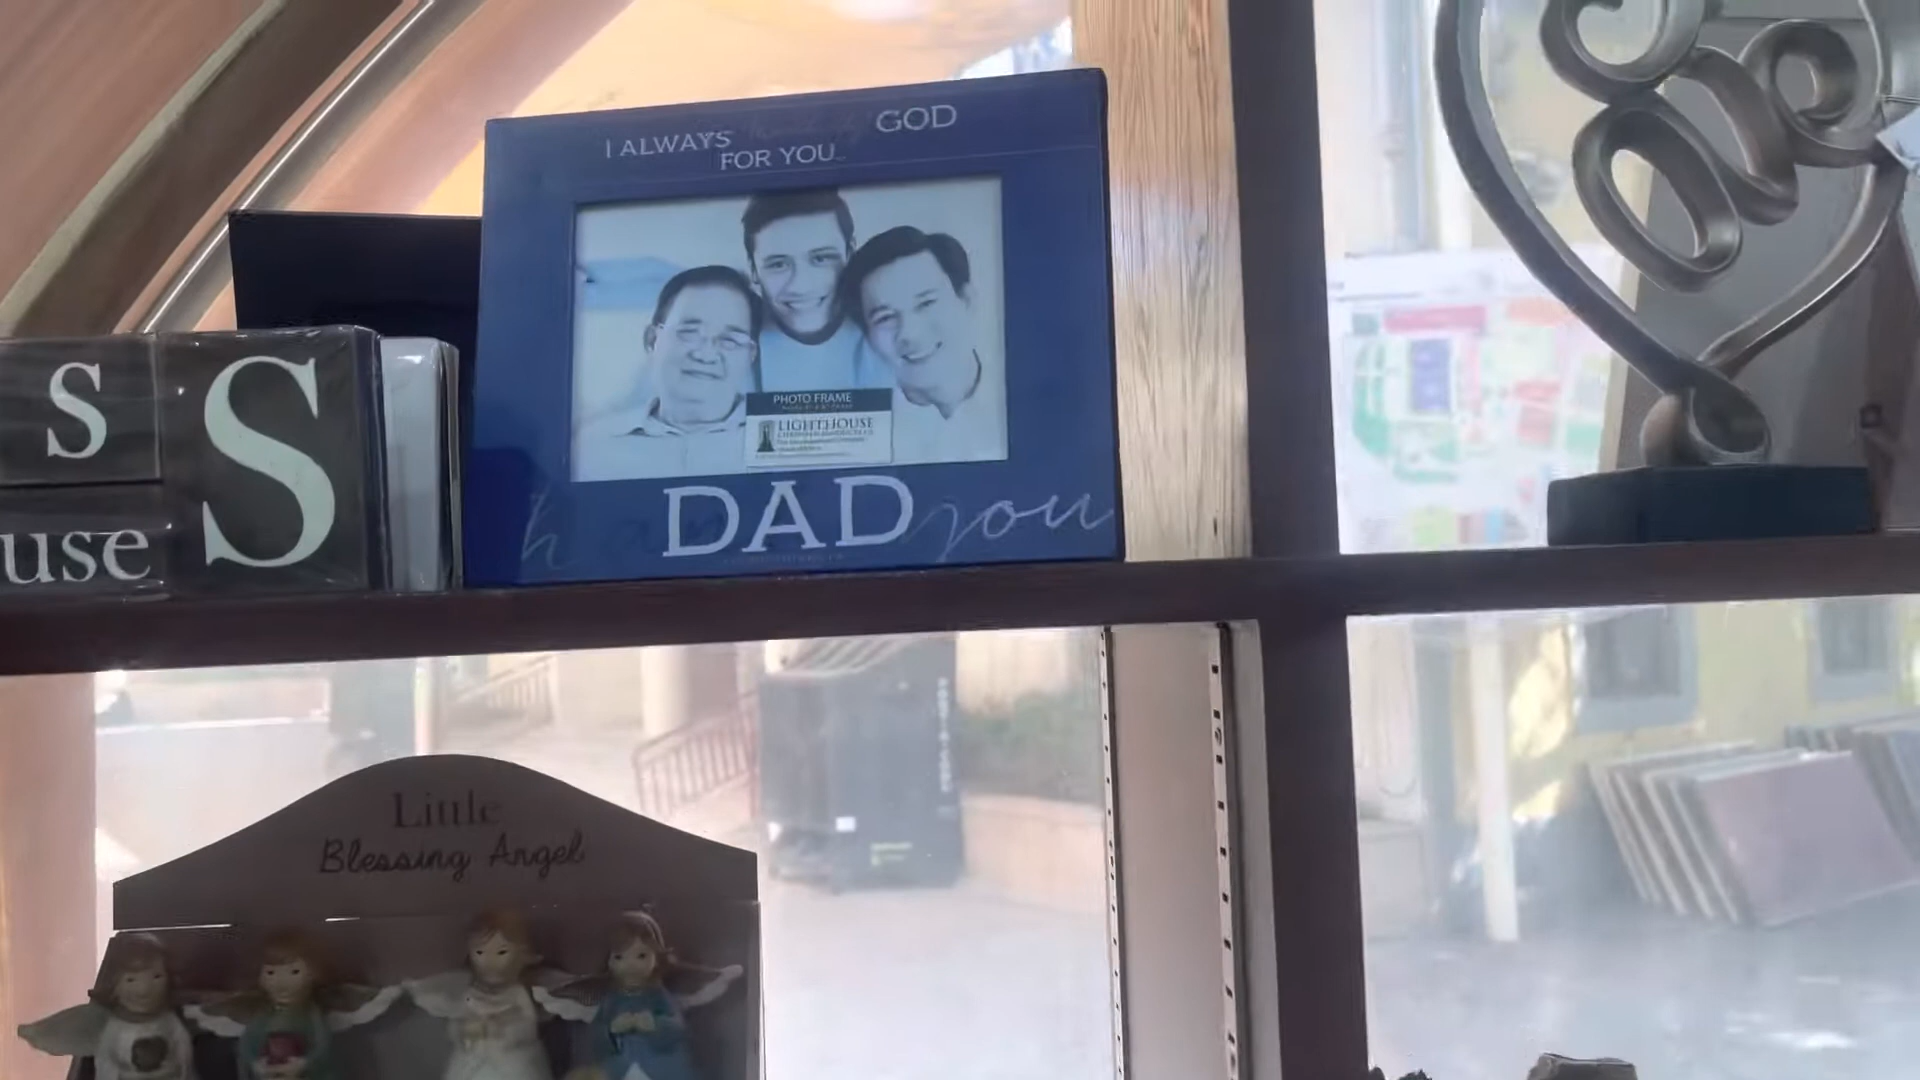 I ALWAYS GOD
FOR YOU
PHOTO FRAME
LIGHTHOUSE
DAD you
S
S
use
Little
Blessing Angel